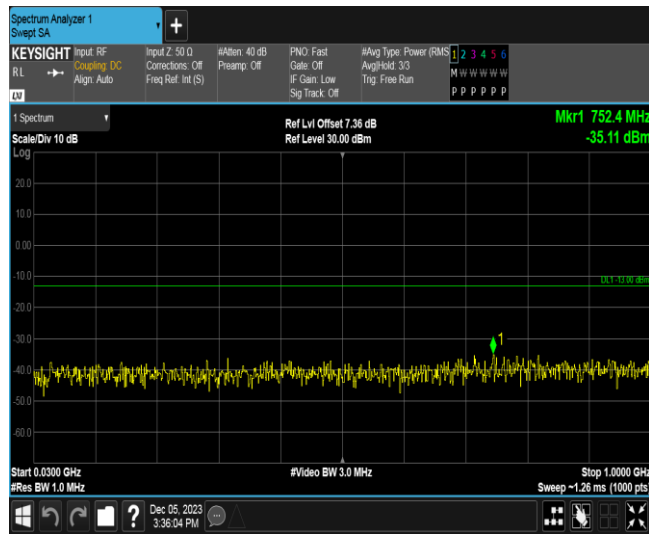 Spectrum Analyzer 1
Swept SA
+
KEYSIGHT
RL
LXI
Input: RF
Coupling: DC
Align: Auto
Input Z: 50 Ω
Corrections: Off
Freq Ref: Int (S)
#Atten: 40 dB
Preamp: Off
PNO: Fast
Gate: Off
IF Gain: Low
Sig Track: Off
#Avg Type: Power (RMS
Avg|Hold: 3/3
Trig: Free Run
1 2 3 4 5 6
M W W W W W
P P P P P P
1 Spectrum
Scale/Div 10 dB
Log
Ref Lvl Offset 7.36 dB
Ref Level 30.00 dBm
Mkr1 752.4 MHz
-35.11 dBm
20.0
10.0
0.00
-10.0
DL1 -13.00 dBm
-20.0
-30.0
1
-40.0
-50.0
-60.0
Start 0.0300 GHz
#Res BW 1.0 MHz
#Video BW 3.0 MHz
Stop 1.0000 GHz
Sweep ~1.26 ms (1000 pts)
?
Dec 05, 2023
3:36:04 PM